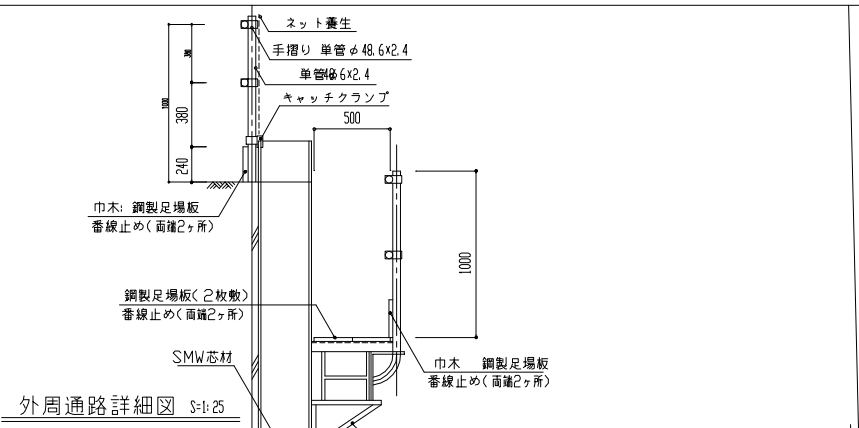 ネット養生
手摺り 単管φ48.6x2.4
単管φ48.6x2.4
キャッチクランプ
500
380
1000
380
240
巾木: 鋼製足場板
番線止め(両端2ヶ所)
1000
鋼製足場板(2枚敷)
番線止め(両端2ヶ所)
SMW芯材
巾木 鋼製足場板
番線止め(両端2ヶ所)
外周通路詳細図 S=1:25